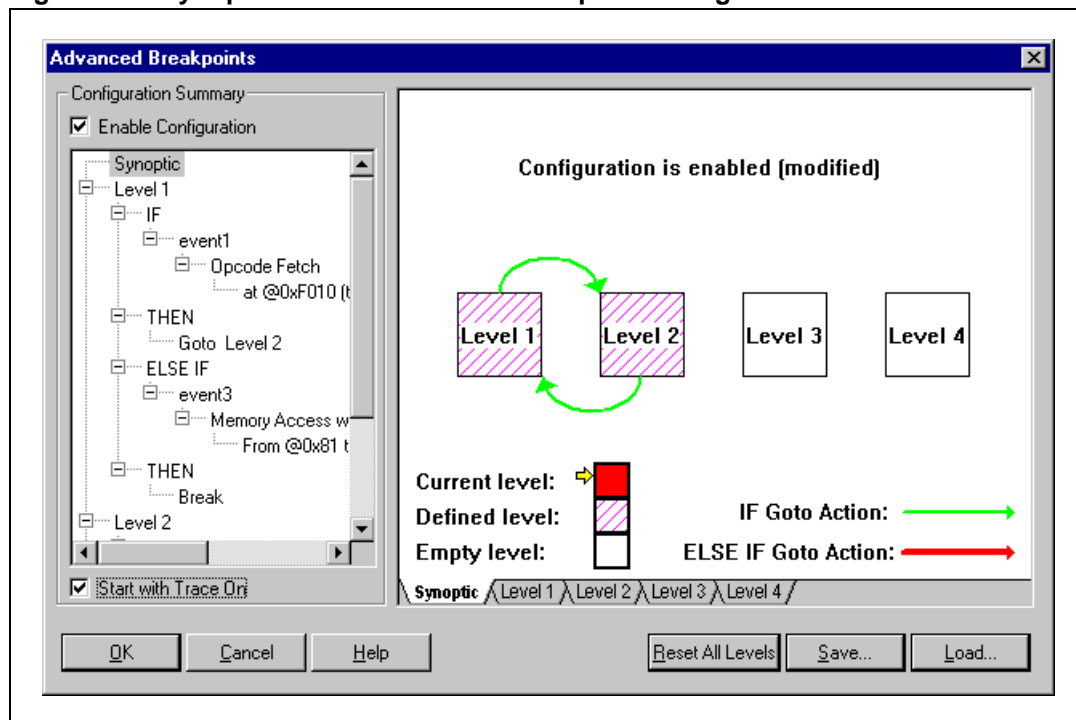 Advanced Breakpoints
Configuration Summary
Enable Configuration
Synoptic
Level 1
IF
event1
Opcode Fetch
at @0xF010 (t
THEN
Goto Level 2
ELSE IF
event3
Memory Access w
From @0x81 t
THEN
Break
Level 2
Start with Trace On
Configuration is enabled (modified)
Level 1
Level 2
Level 3
Level 4
Current level:
Defined level:
Empty level:
IF Goto Action:
ELSE IF Goto Action:
Synoptic Level 1 Level 2 Level 3 Level 4
OK Cancel Help Reset All Levels Save... Load...